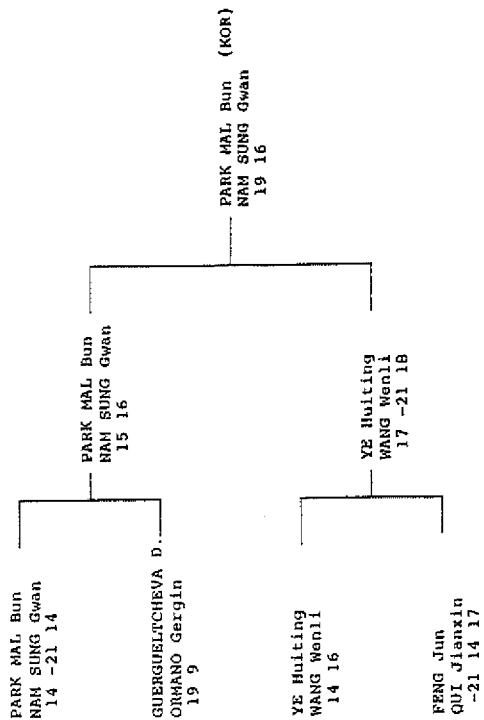 PARK MAL Bun
NAM SUNG Gwan
14 -21 14
GUERGUELTCHEVA D.
ORMANO Gergin
19 9
YE Huiting
WANG Wenli
14 16
FENG Jun
QUI Jianxin
-21 14 17
PARK MAL Bun
NAM SUNG Gwan
15 16
YE Huiting
WANG Wenli
17 -21 18
PARK MAL Bun (KOR)
NAM SUNG Gwan
19 16